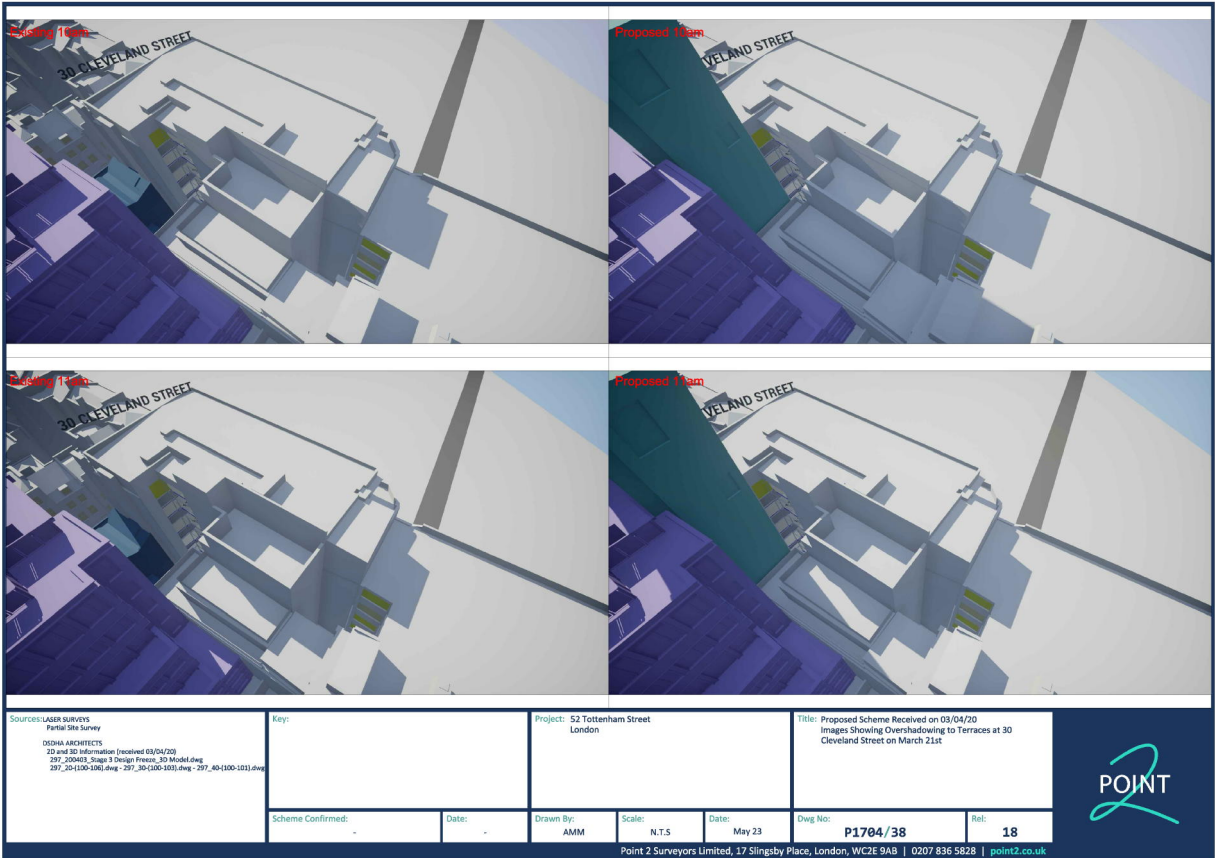 Existing 10am
30 CLEVELAND STREET
Proposed 10am
VELAND STREET
Existing 11am
30 CLEVELAND STREET
Proposed 11am
VELAND STREET
Sources: LASER SURVEYS
Partial Site Survey
DSDHA ARCHITECTS
2D and 3D Information (received 03/04/20)
297_200403_Stage 3 Design Freeze_3D Model.dwg
297_20-(100-106).dwg - 297_30-(100-103).dwg - 297_40-(100-101).dwg
Key:
Scheme Confirmed:
-
Date:
-
Project: 52 Tottenham Street
London
Drawn By:
AMM
Scale:
N.T.S
Date:
May 23
Title: Proposed Scheme Received on 03/04/20
Images Showing Overshadowing to Terraces at 30
Cleveland Street on March 21st
Dwg No:
P1704/38
Rel:
18
POINT
2
Point 2 Surveyors Limited, 17 Slingsby Place, London, WC2E 9AB | 0207 836 5828 | point2.co.uk